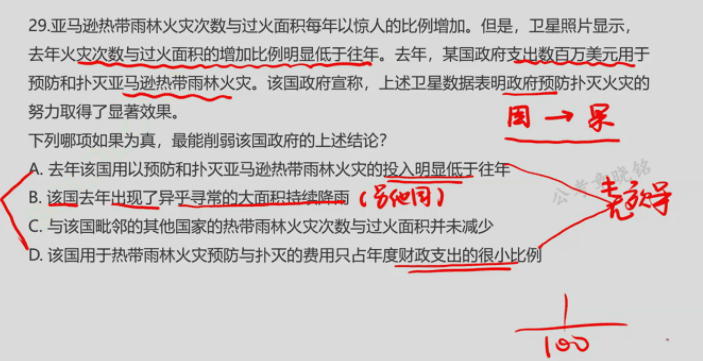 29.亚马逊热带雨林火灾次数与过火面积每年以惊人的比例增加。但是，卫星照片显示，
去年火灾次数与过火面积的增加比例明显低于往年。去年，某国政府支出数百万美元用于
预防和扑灭亚马逊热带雨林火灾。该国政府宣称，上述卫星数据表明政府预防扑灭火灾的
努力取得了显著效果。
因→果
下列哪项如果为真，最能削弱该国政府的上述结论？
A. 去年该国用以预防和扑灭亚马逊热带雨林火灾的投入明显低于往年
B. 该国去年出现了异乎寻常的大面积持续降雨（另他因）
C. 与该国毗邻的其他国家的热带雨林火灾次数与过火面积并未减少
D. 该国用于热带雨林火灾预防与扑灭的费用只占年度财政支出的很小比例
1
100